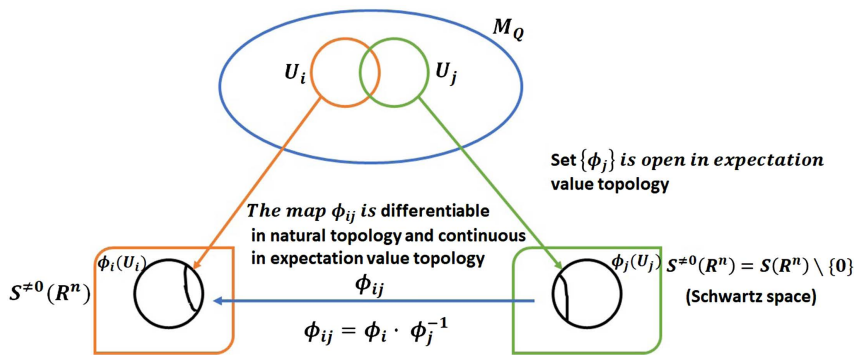 M_Q
U_i
U_j
Set {ϕ_j} is open in expectation
value topology
The map ϕ_ij is differentiable
in natural topology and continuous
in expectation value topology
ϕ_i(U_i)
S^≠0(R^n)
ϕ_ij
ϕ_ij = ϕ_i · ϕ_j^-1
ϕ_j(U_j)
S^≠0(R^n) = S(R^n) \ {0}
(Schwartz space)